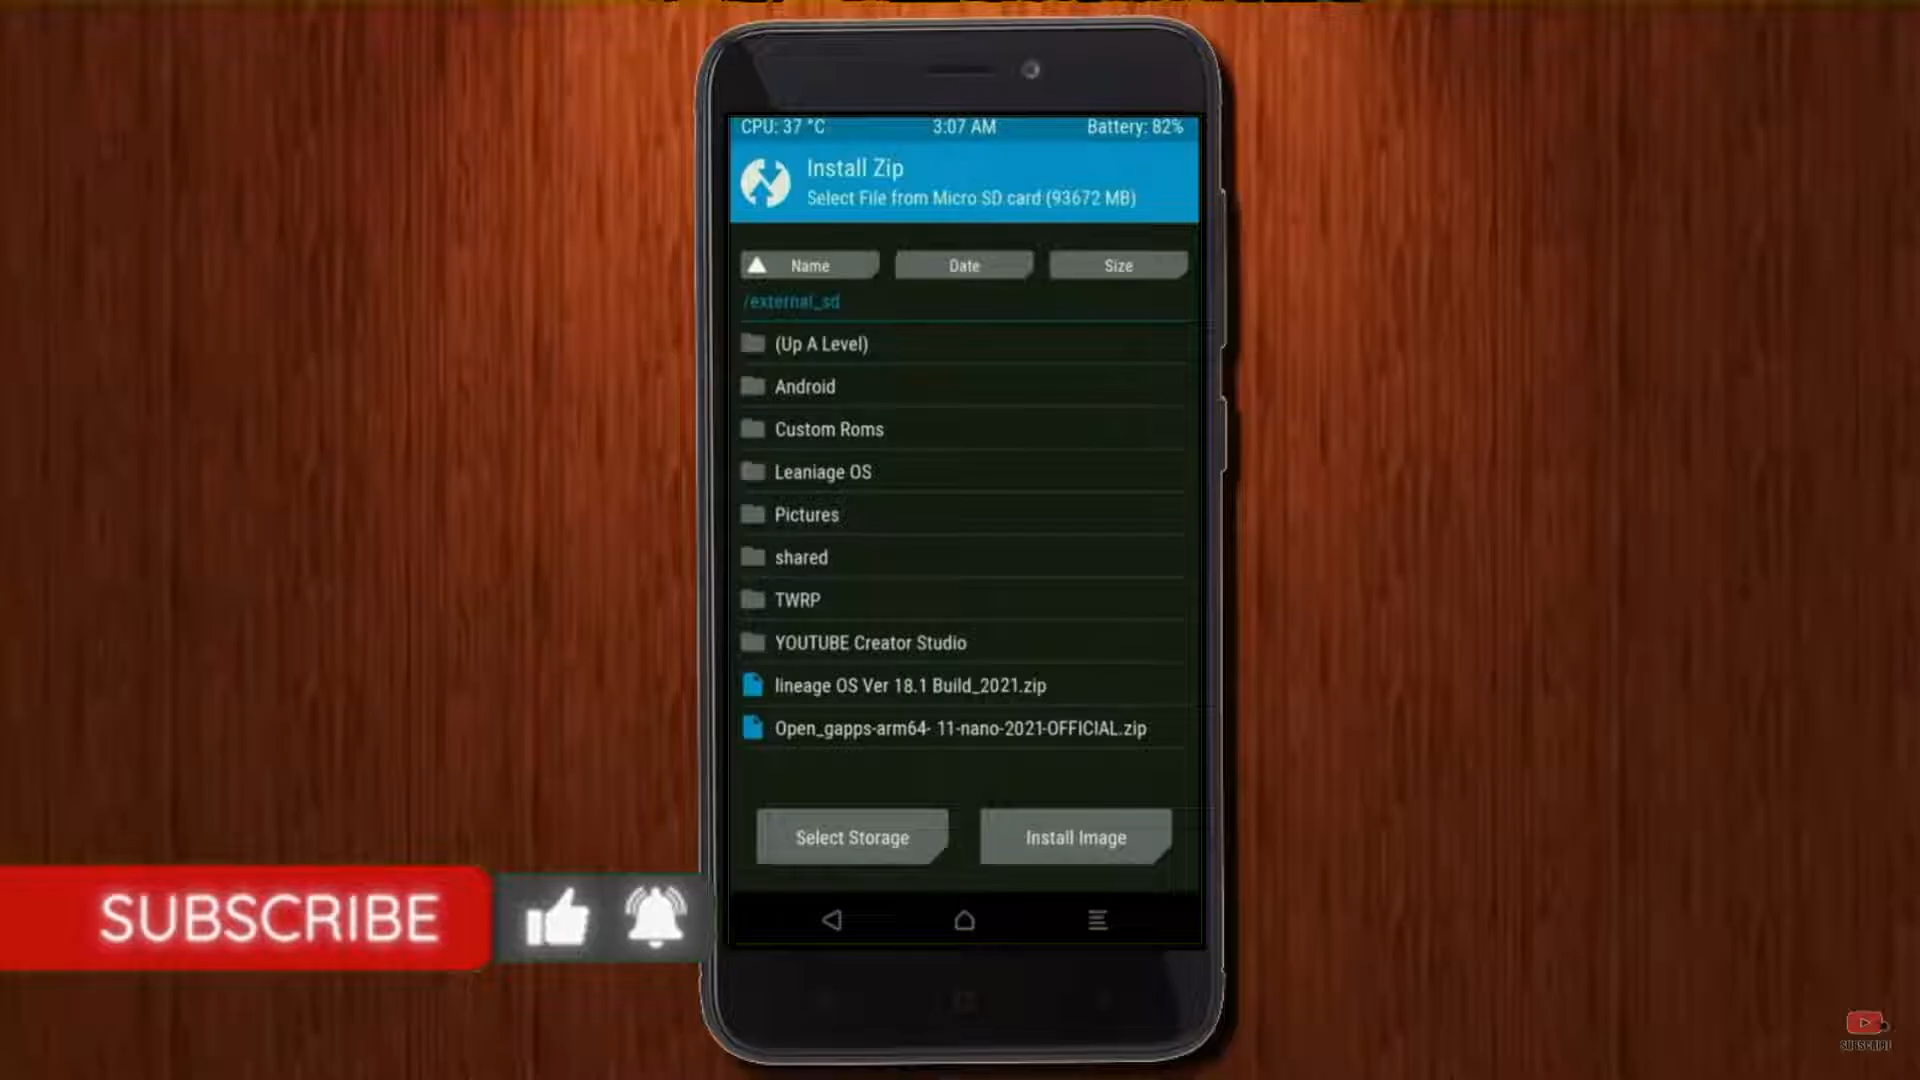 CPU: 37 °C 3:07 AM Battery: 82%
Install Zip
Select File from Micro SD card (93672 MB)
Name Date Size
/external_sd
(Up A Level)
Android
Custom Roms
Leaniage OS
Pictures
shared
TWRP
YOUTUBE Creator Studio
lineage OS Ver 18.1 Build_2021.zip
Open_gapps-arm64- 11-nano-2021-OFFICIAL.zip
Select Storage Install Image
SUBSCRIBE
SUBSCRIBE